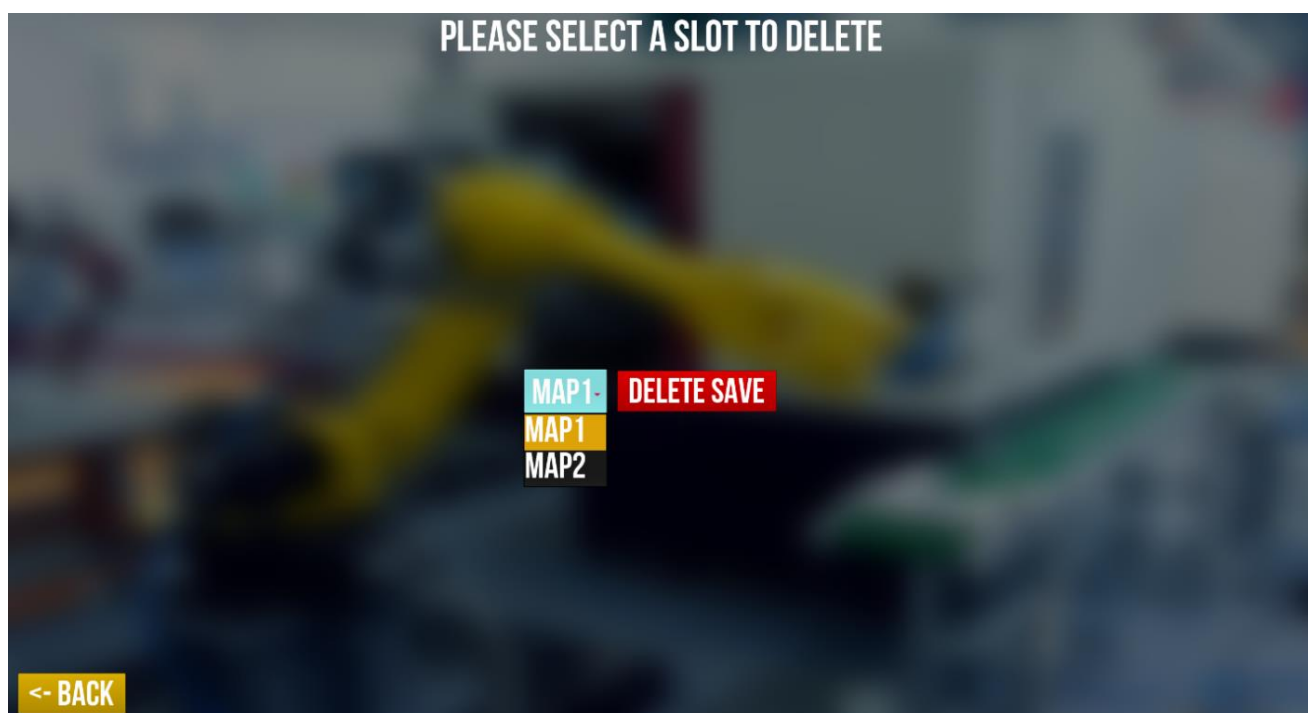 PLEASE SELECT A SLOT TO DELETE
MAP1 DELETE SAVE
MAP1
MAP2
<- BACK